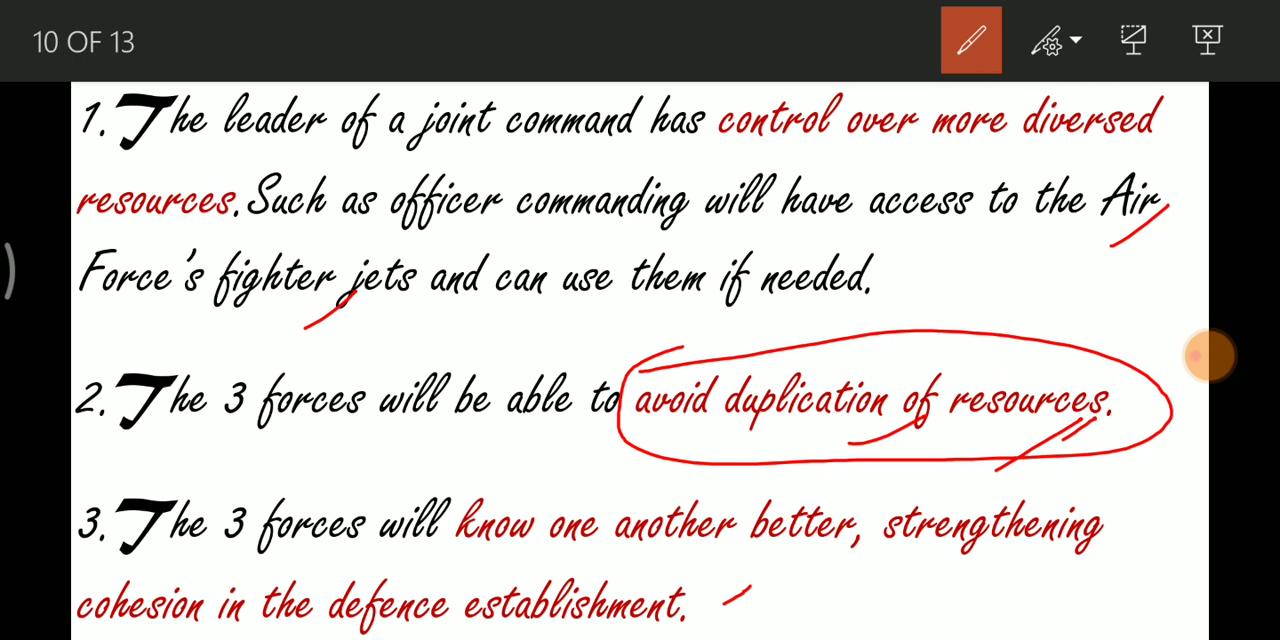 10 OF 13
1. The leader of a joint command has control over more diversed
resources. Such as officer commanding will have access to the Air
Force's fighter jets and can use them if needed.
2. The 3 forces will be able to avoid duplication of resources.
3. The 3 forces will know one another better, strengthening
cohesion in the defence establishment.